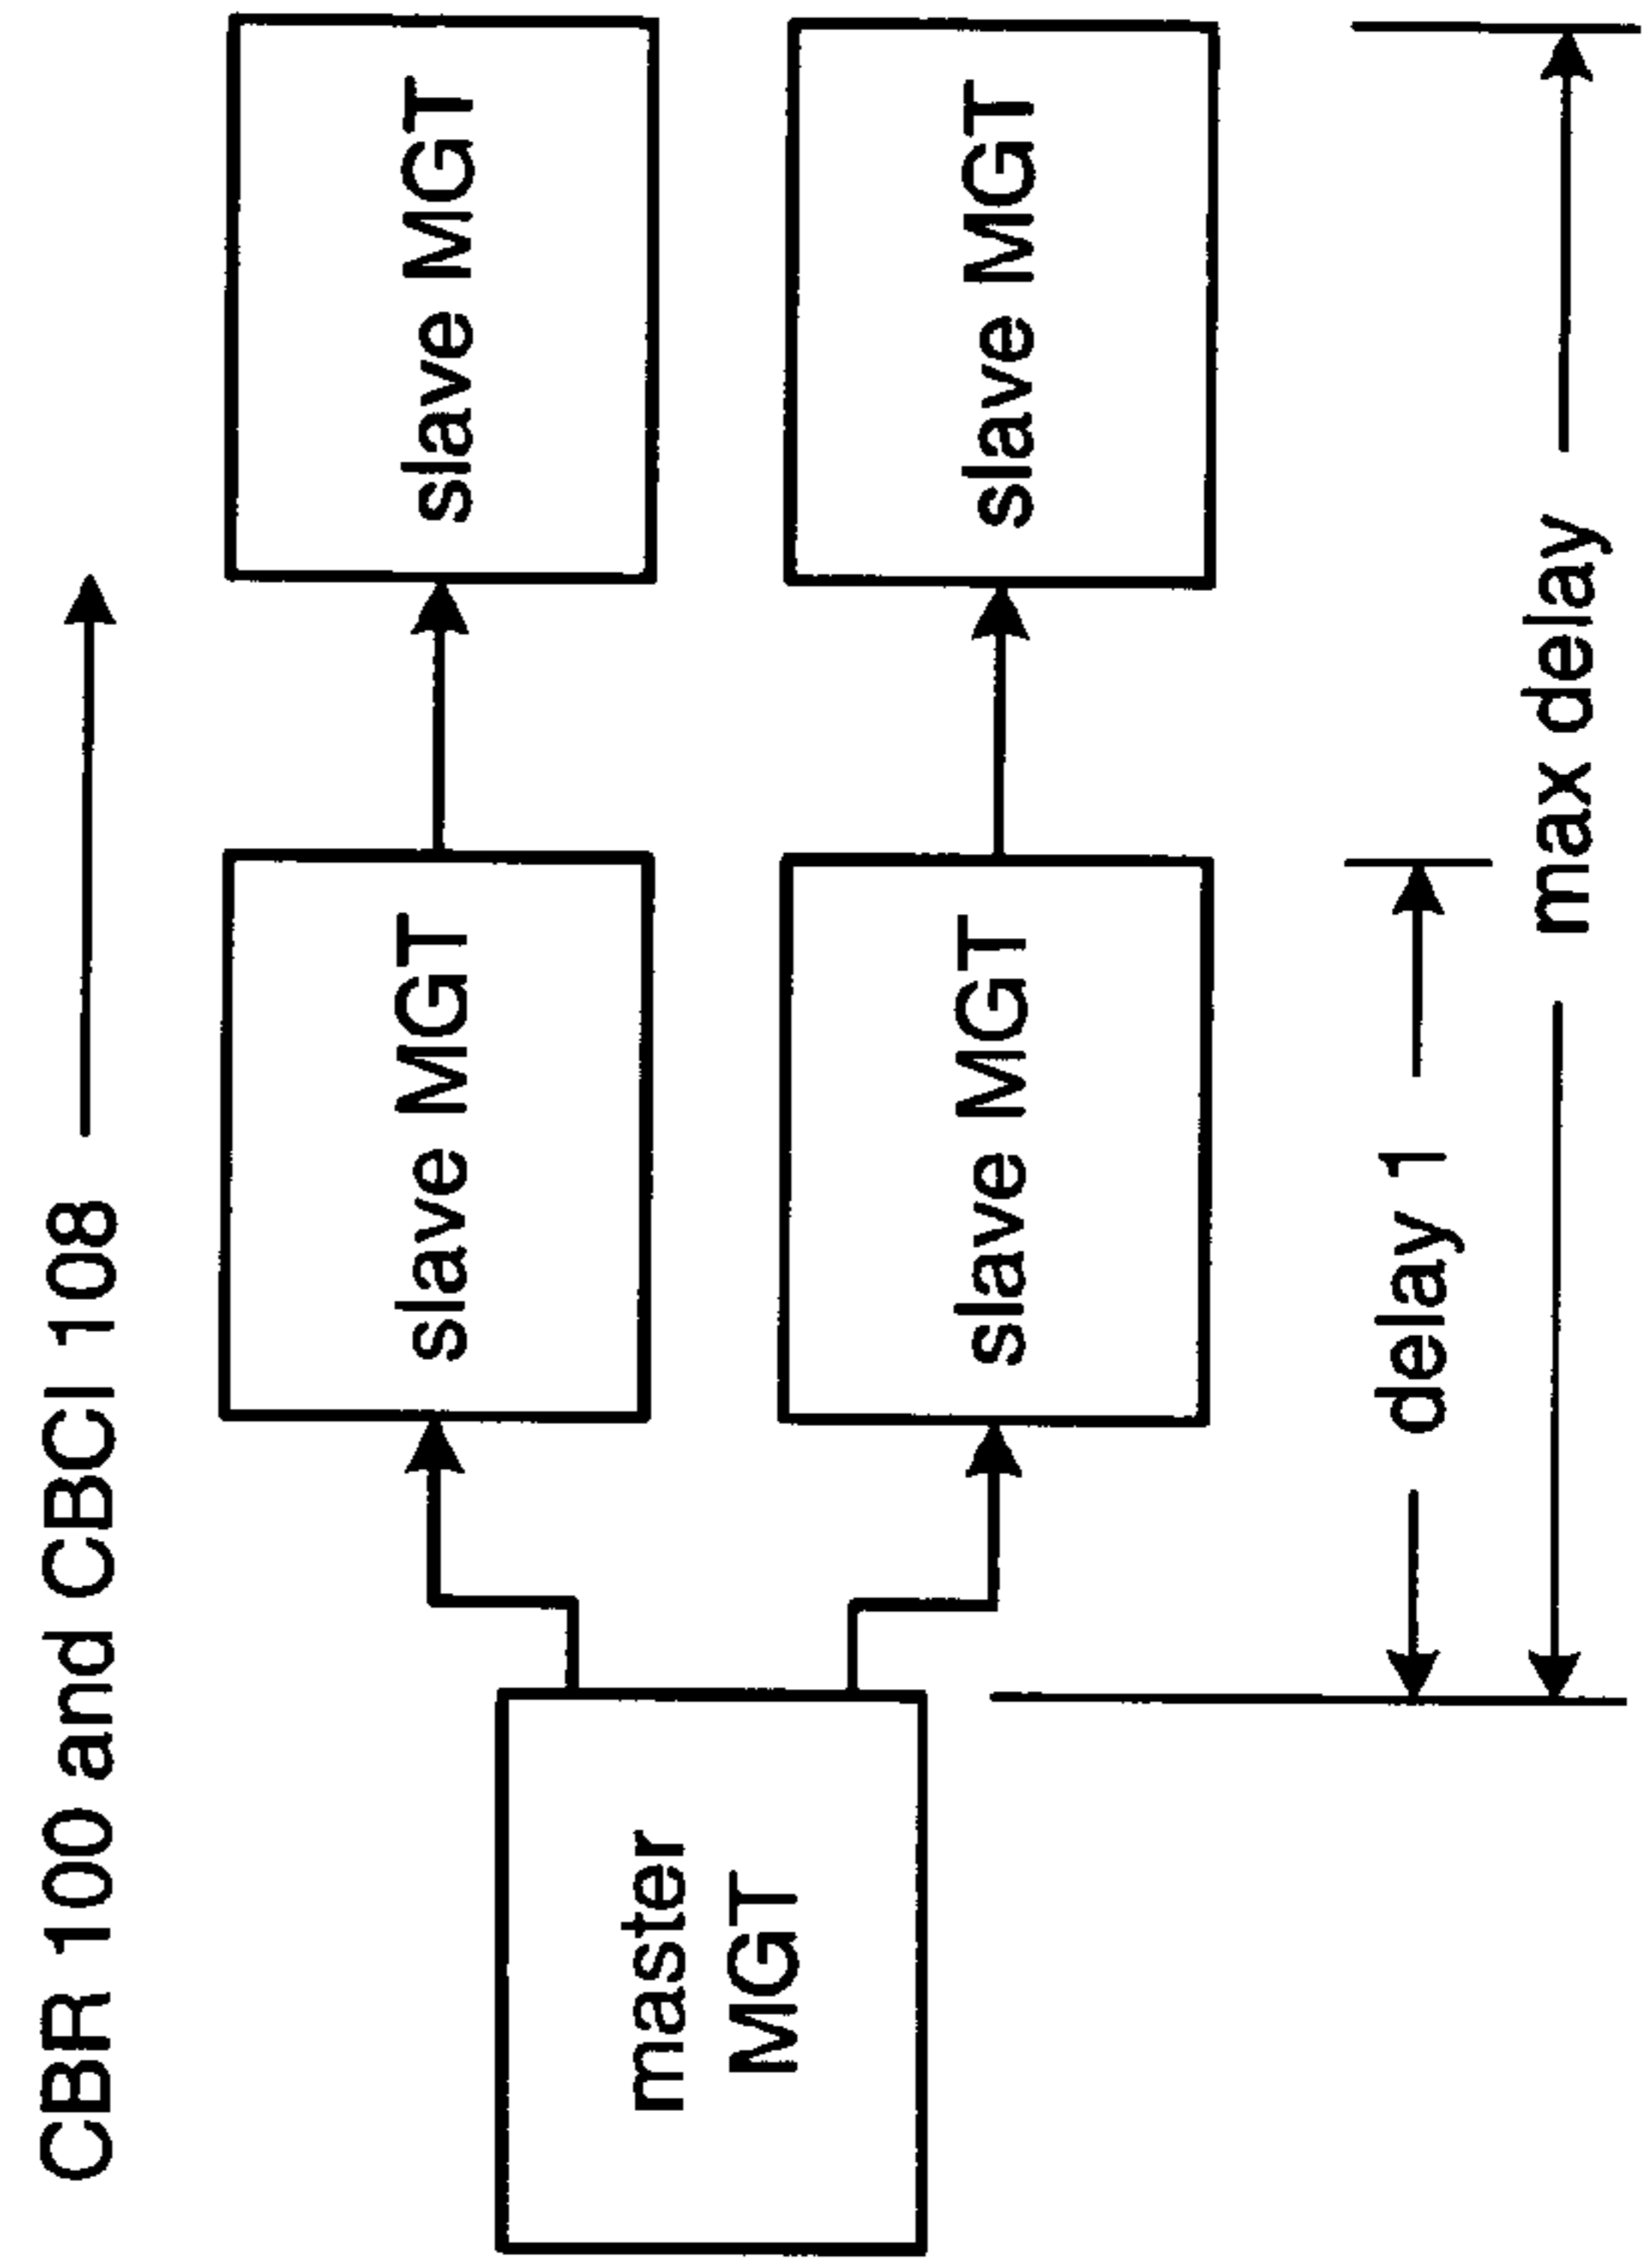 CBR 100 and CBCI 108
slave MGT
slave MGT
master
MGT
slave MGT
slave MGT
delay 1
max delay